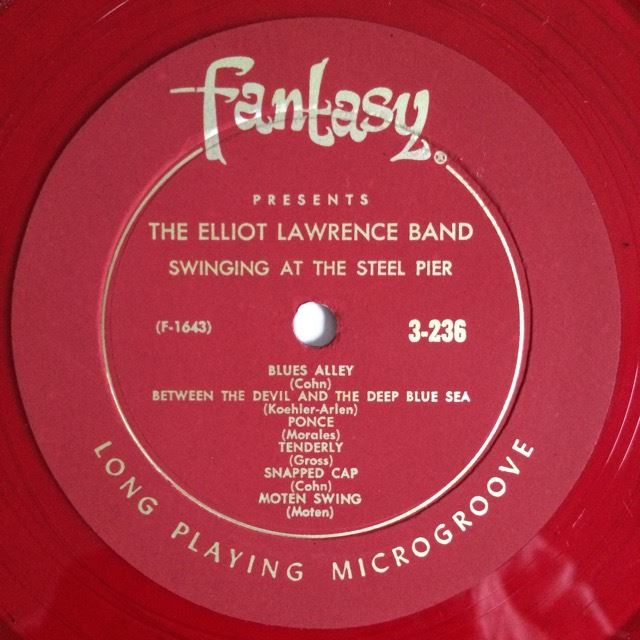 fantasy®
PRESENTS
THE ELLIOT LAWRENCE BAND
SWINGING AT THE STEEL PIER
(F-1643) 3-236
BLUES ALLEY
(Cohn)
BETWEEN THE DEVIL AND THE DEEP BLUE SEA
(Koehler-Arlen)
PONCE
(Morales)
TENDERLY
(Gross)
SNAPPED CAP
(Cohn)
MOTEN SWING
(Moten)
LONG PLAYING MICROGROOVE